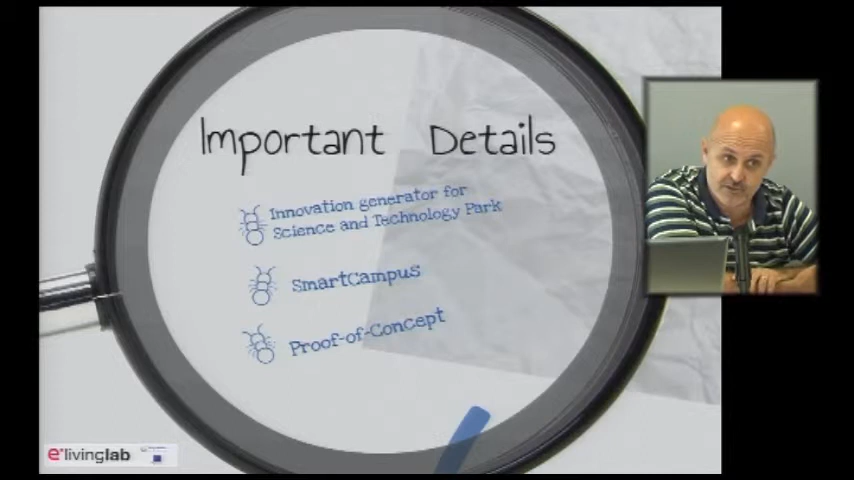 Important Details
Innovation generator for
Science and Technology Park
SmartCampus
Proof-of-Concept
e·livinglab